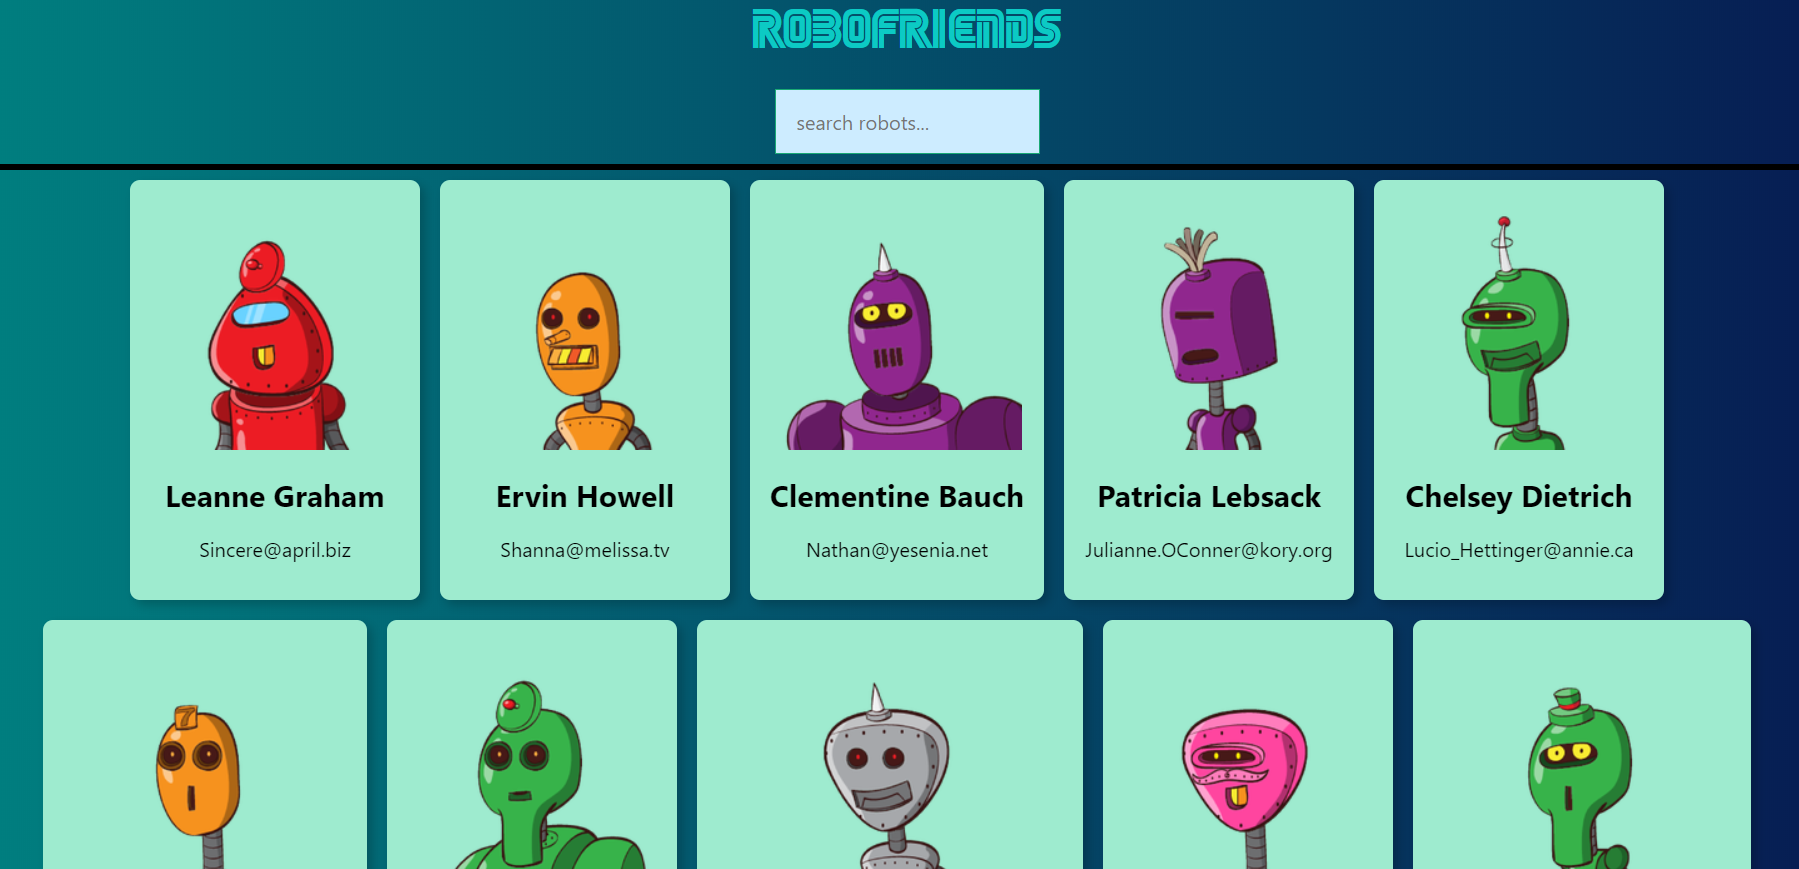 ROBOFRIENDS
search robots...
Leanne Graham
Sincere@april.biz
Ervin Howell
Shanna@melissa.tv
Clementine Bauch
Nathan@yesenia.net
Patricia Lebsack
Julianne.OConner@kory.org
Chelsey Dietrich
Lucio_Hettinger@annie.ca
7